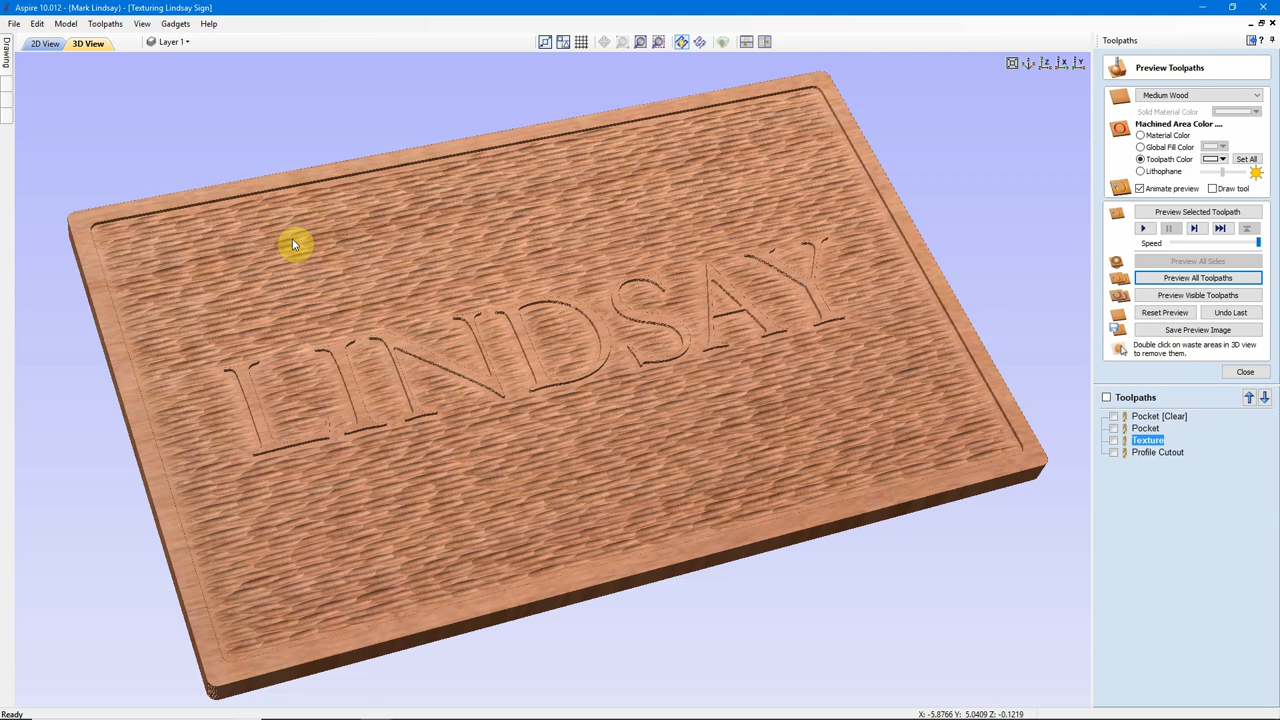 Aspire 10.012 - {Mark Lindsay} - [Texturing Lindsay Sign]
File Edit Model Toolpaths View Gadgets Help
Drawing
2D View 3D View Layer 1
LINDSAY
Toolpaths
Preview Toolpaths
Medium Wood
Solid Material Color
Machined Area Color ....
Material Color
Global Fill Color
Toolpath Color Set All
Lithophane
Animate preview Draw tool
Preview Selected Toolpath
Speed
Preview All Sides
Preview All Toolpaths
Preview Visible Toolpaths
Reset Preview Undo Last
Save Preview Image
Double click on waste areas in 3D view
to remove them.
Close
Toolpaths
Pocket [Clear]
Pocket
Texture
Profile Cutout
Ready X: -5.8766 Y: 5.0409 Z: -0.1219